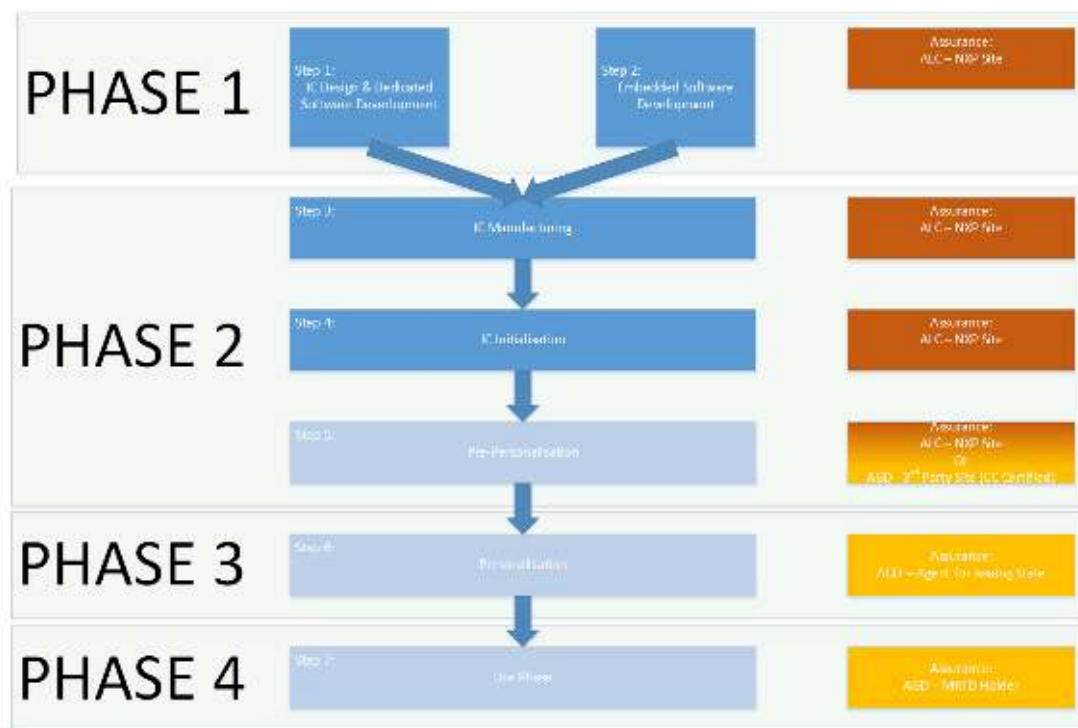 PHASE 1
Step 1:
IC Design & Dedicated
Software Development
Step 2:
Embedded Software
Development
Assurance:
ALC – NXP Site
PHASE 2
Step 3:
IC Manufacturing
Assurance:
ALC – NXP Site
Step 4:
IC Initialisation
Assurance:
ALC – NXP Site
Step 5:
Pre-Personalisation
Assurance:
ALC – NXP Site
Or
AGD - 3rd Party Site (CC Certified)
PHASE 3
Step 6:
Personalisation
Assurance:
AGD – Agent for Issuing State
PHASE 4
Step 7:
Use Phase
Assurance:
AGD – MRTD Holder